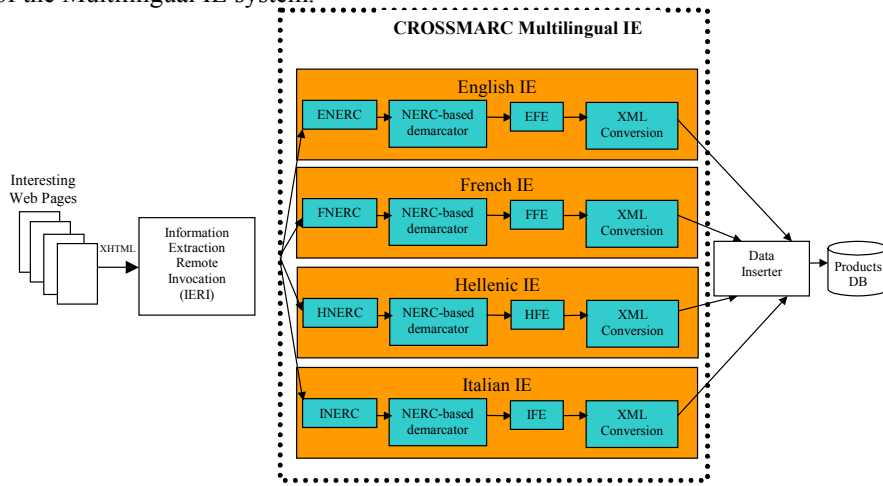 of the Multilingual IE system.
CROSSMARC Multilingual IE
English IE
ENERC
NERC-based
demarcator
EFE
XML
Conversion
Interesting
Web Pages
XHTML
Information
Extraction
Remote
Invocation
(IERI)
French IE
FNERC
NERC-based
demarcator
FFE
XML
Conversion
Hellenic IE
HNERC
NERC-based
demarcator
HFE
XML
Conversion
Italian IE
INERC
NERC-based
demarcator
IFE
XML
Conversion
Data
Inserter
Products
DB